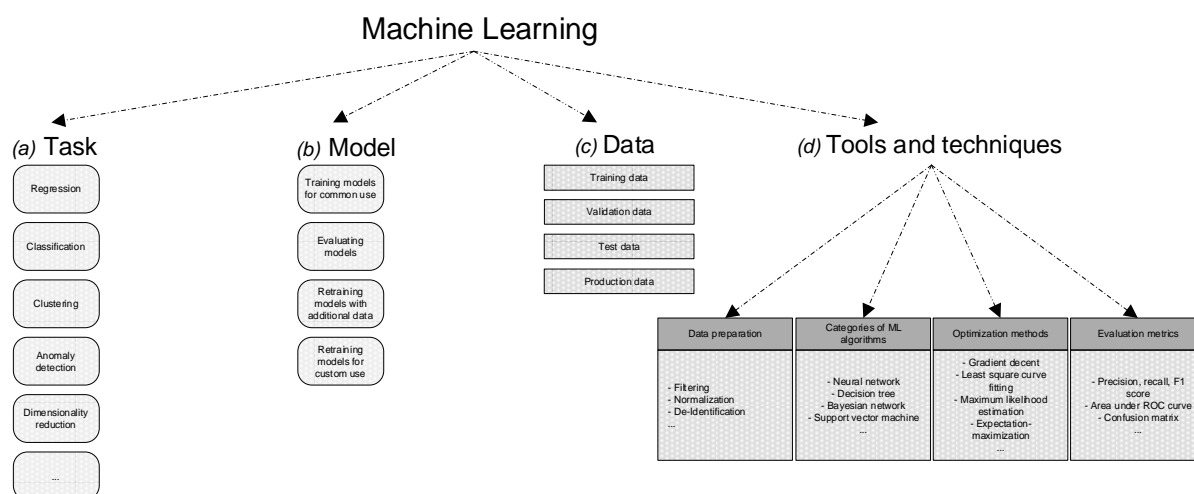 Machine Learning
(a) Task
Regression
Classification
Clustering
Anomaly
detection
Dimensionality
reduction
...
(b) Model
Training models
for common use
Evaluating
models
Retraining
models with
additional data
Retraining
models for
custom use
(c) Data
Training data
Validation data
Test data
Production data
(d) Tools and techniques
Data preparation
- Filtering
- Normalization
- De-Identification
...
Categories of ML
algorithms
- Neural network
- Decision tree
- Bayesian network
- Support vector machine
...
Optimization methods
- Gradient decent
- Least square curve
fitting
- Maximum likelihood
estimation
- Expectation-
maximization
...
Evaluation metrics
- Precision, recall, F1
score
- Area under ROC curve
- Confusion matrix
...